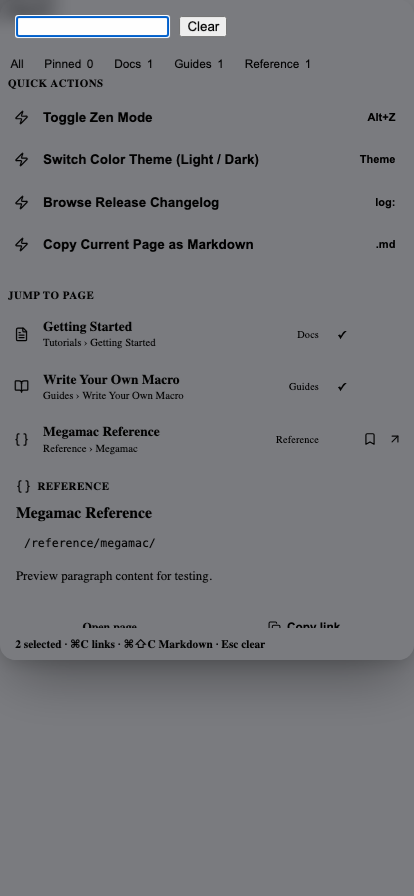 Clear
All Pinned 0 Docs 1 Guides 1 Reference 1
QUICK ACTIONS
Toggle Zen Mode Alt+Z
Switch Color Theme (Light / Dark) Theme
Browse Release Changelog log:
Copy Current Page as Markdown .md
JUMP TO PAGE
Getting Started
Tutorials › Getting Started Docs ✓
Write Your Own Macro
Guides › Write Your Own Macro Guides ✓
{ } Megamac Reference
Reference › Megamac Reference
{ } REFERENCE
Megamac Reference
/reference/megamac/
Preview paragraph content for testing.
Open page Copy link
2 selected · ⌘C links · ⌘⇧C Markdown · Esc clear